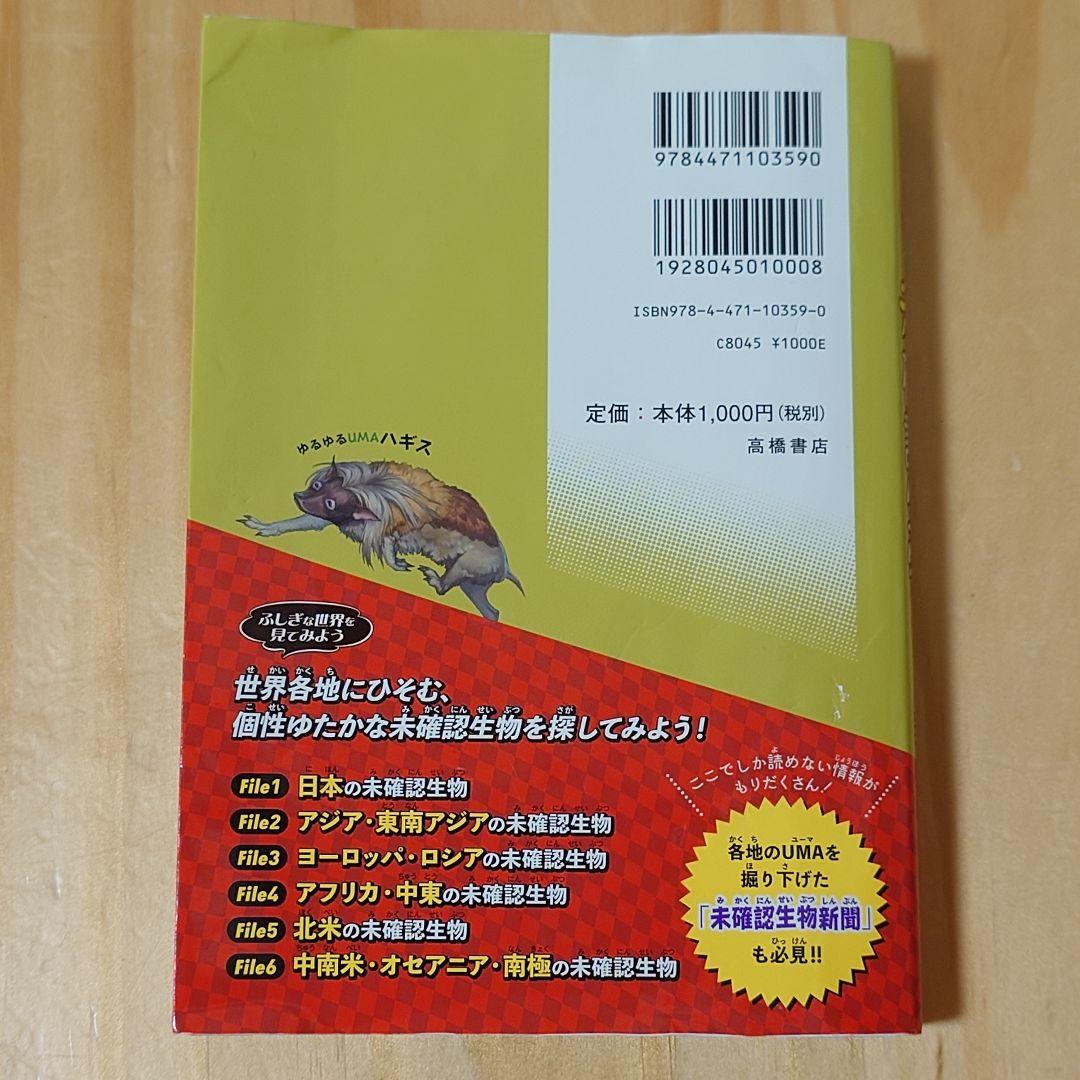 9784471103590
1928045010008
ISBN978-4-471-10359-0
C8045 ¥1000E
定価：本体1,000円（税別）
高橋書店
ゆるゆるUMAハギス
ふしぎな世界を
見てみよう
世界各地にひそむ、
個性ゆたかな未確認生物を探してみよう！
File1 日本の未確認生物
File2 アジア・東南アジアの未確認生物
File3 ヨーロッパ・ロシアの未確認生物
File4 アフリカ・中東の未確認生物
File5 北米の未確認生物
File6 中南米・オセアニア・南極の未確認生物
ここでしか読めない情報が
もりだくさん！
各地のUMAを
掘り下げた
「未確認生物新聞」
も必見!!